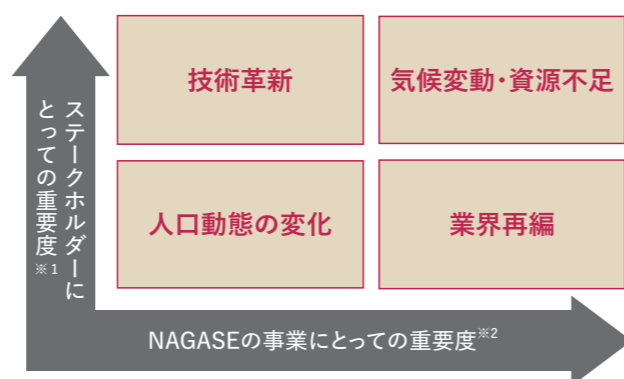 技術革新
気候変動・資源不足
人口動態の変化
業界再編
ステークホルダーに
とっての重要度※1
NAGASEの事業にとっての重要度※2